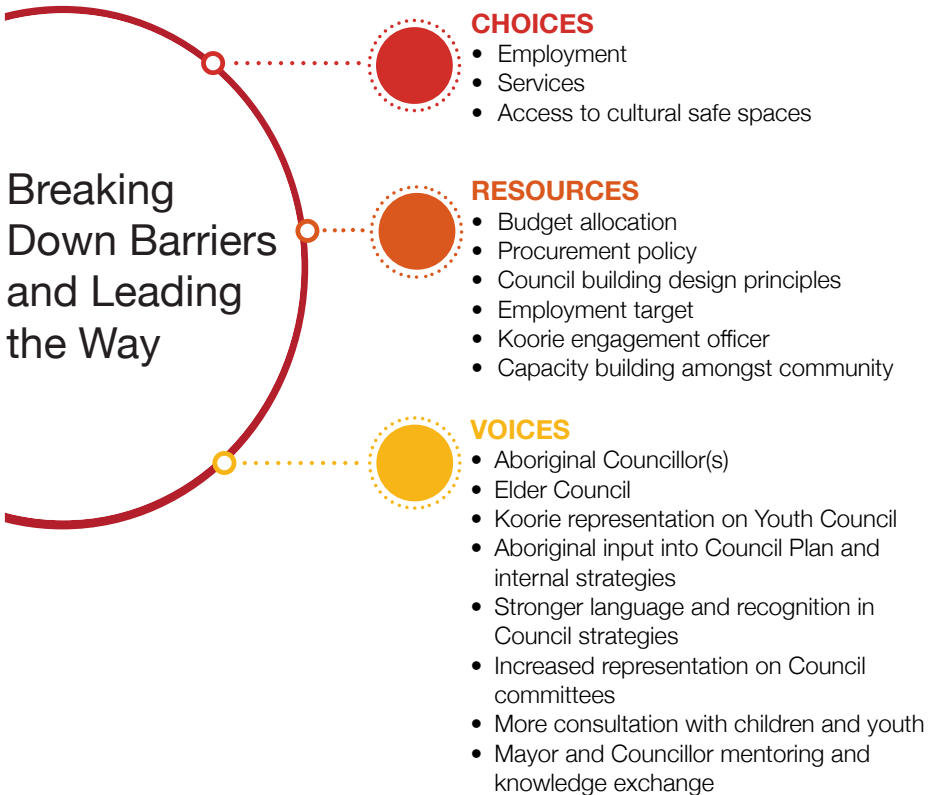 Breaking
Down Barriers
and Leading
the Way
CHOICES
• Employment
• Services
• Access to cultural safe spaces
RESOURCES
• Budget allocation
• Procurement policy
• Council building design principles
• Employment target
• Koorie engagement officer
• Capacity building amongst community
VOICES
• Aboriginal Councillor(s)
• Elder Council
• Koorie representation on Youth Council
• Aboriginal input into Council Plan and
internal strategies
• Stronger language and recognition in
Council strategies
• Increased representation on Council
committees
• More consultation with children and youth
• Mayor and Councillor mentoring and
knowledge exchange